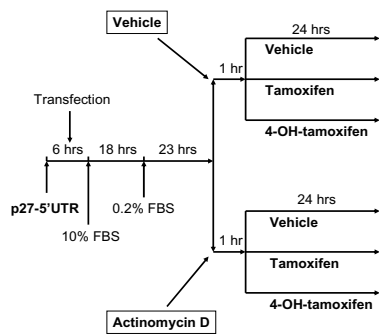 24 hrs
Vehicle
Vehicle
1 hr
Tamoxifen
Transfection
4-OH-tamoxifen
6 hrs 18 hrs 23 hrs
p27-5'UTR
0.2% FBS
10% FBS
24 hrs
Vehicle
1 hr
Tamoxifen
Actinomycin D
4-OH-tamoxifen